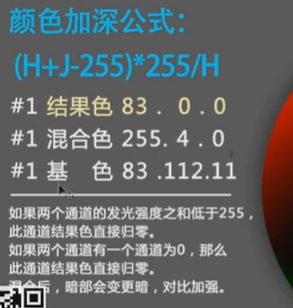 颜色加深公式：
(H+J-255)*255/H
#1 结果色 83 . 0 . 0
#1 混合色 255. 4 . 0
#1 基 色 83 .112.11
如果两个通道的发光强度之和低于255，
此通道结果色直接归零。
如果两个通道有一个通道为0，那么
此通道结果色直接归零。
混合后，暗部会变更暗，对比加强。